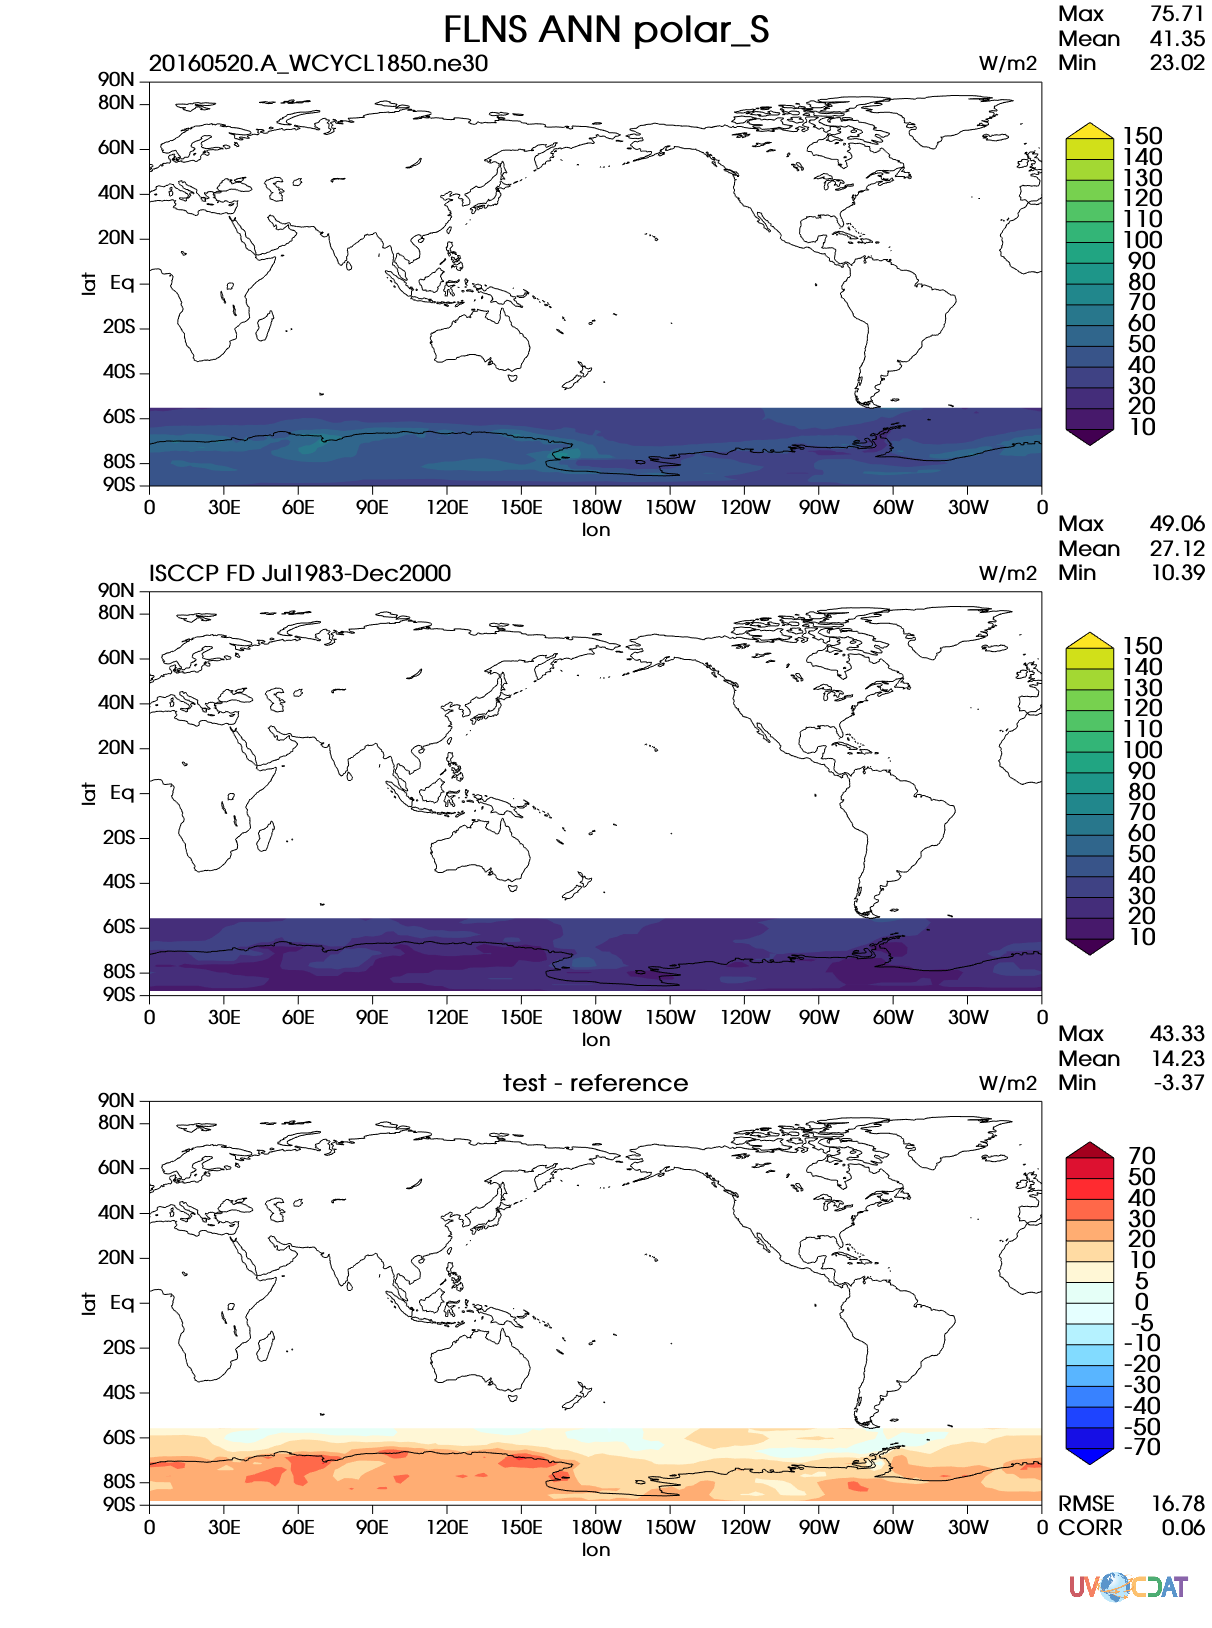 FLNS ANN polar_S
Max 75.71
Mean 41.35
Min 23.02
20160520.A_WCYCL1850.ne30
W/m2
90N
80N
60N
40N
20N
Eq
20S
40S
60S
80S
90S
lat
0 30E 60E 90E 120E 150E 180W 150W 120W 90W 60W 30W 0
lon
150
140
130
120
110
100
90
80
70
60
50
40
30
20
10
Max 49.06
Mean 27.12
Min 10.39
ISCCP FD Jul1983-Dec2000
W/m2
90N
80N
60N
40N
20N
Eq
20S
40S
60S
80S
90S
lat
0 30E 60E 90E 120E 150E 180W 150W 120W 90W 60W 30W 0
lon
150
140
130
120
110
100
90
80
70
60
50
40
30
20
10
Max 43.33
Mean 14.23
Min -3.37
test - reference
W/m2
90N
80N
60N
40N
20N
Eq
20S
40S
60S
80S
90S
lat
0 30E 60E 90E 120E 150E 180W 150W 120W 90W 60W 30W 0
lon
70
50
40
30
20
10
5
0
-5
-10
-20
-30
-40
-50
-70
RMSE 16.78
CORR 0.06
UV CDAT